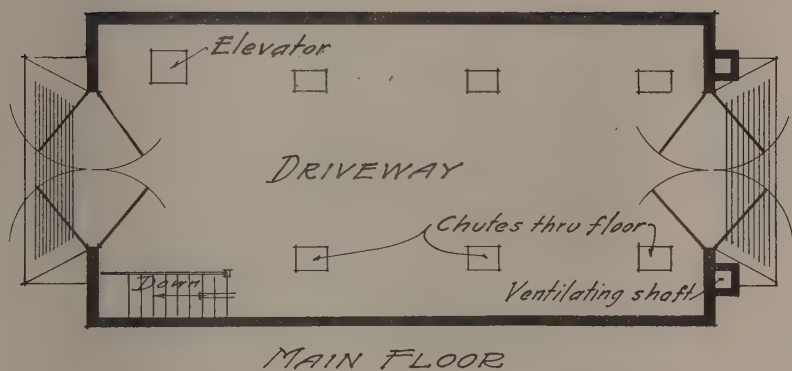 Elevator
DRIVEWAY
Chutes thru floor
Down
Ventilating shaft
MAIN FLOOR